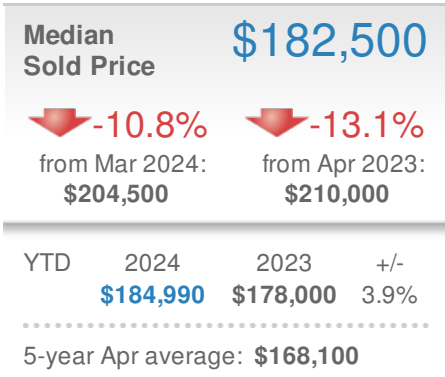 Median $182,500
Sold Price
-10.8% -13.1%
from Mar 2024: from Apr 2023:
$204,500 $210,000
YTD 2024 2023 +/-
$184,990 $178,000 3.9%
5-year Apr average: $168,100